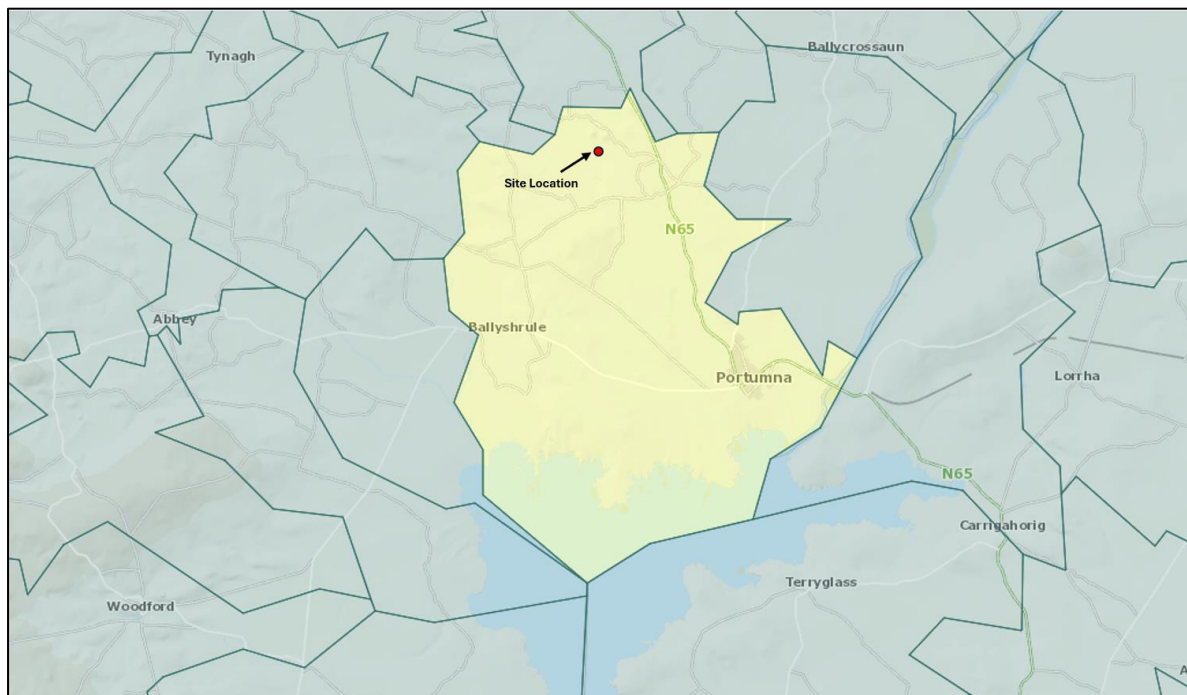 Ballycrossaun
Tynagh
Site Location
N65
Abbey
Ballyshrule
Portumna
Lorrha
N65
Carrigahorig
Terryglass
Woodford
A